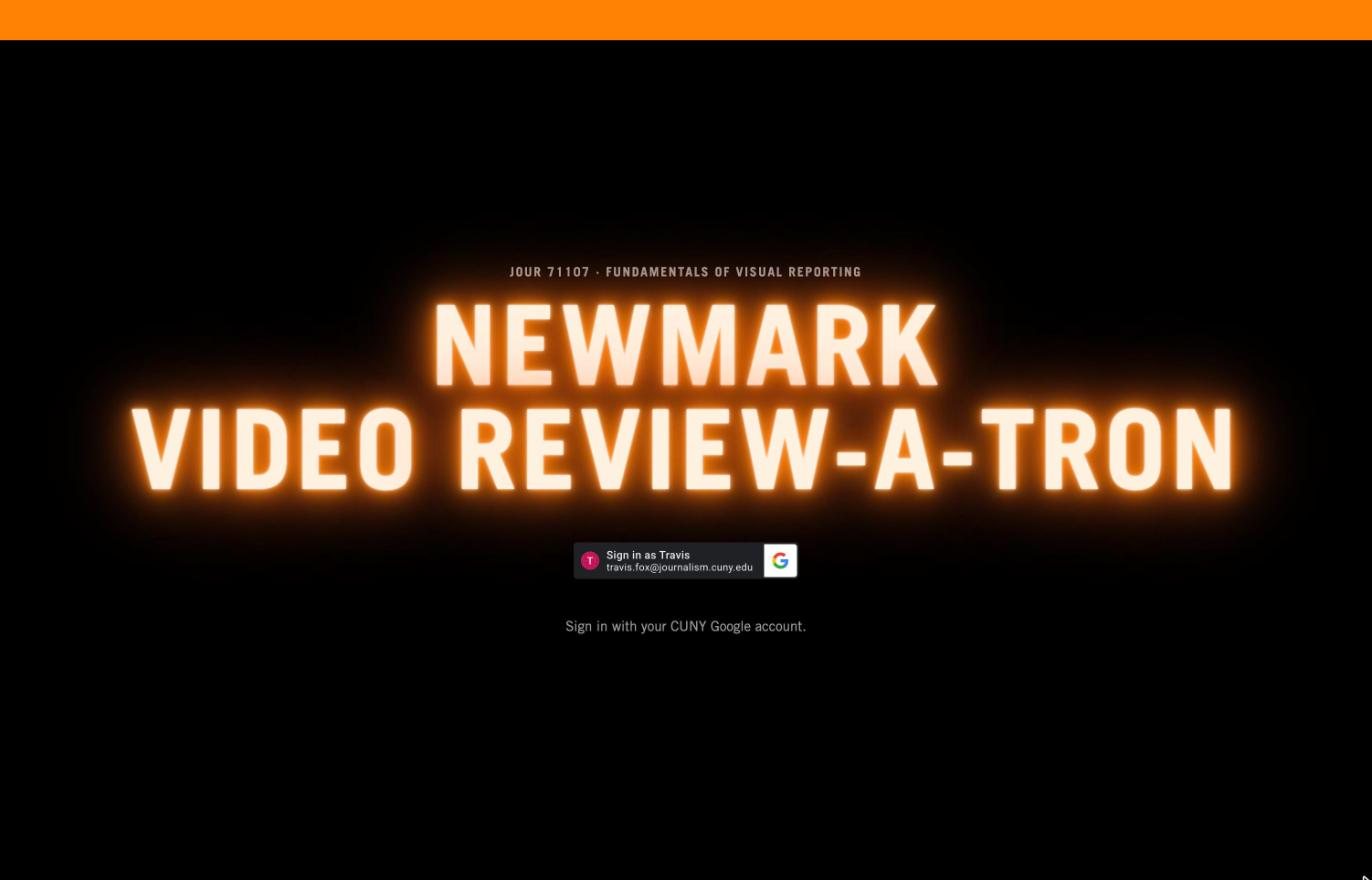 JOUR 71107 · FUNDAMENTALS OF VISUAL REPORTING
NEWMARK
VIDEO REVIEW-A-TRON
T
Sign in as Travis
travis.fox@journalism.cuny.edu
G
Sign in with your CUNY Google account.